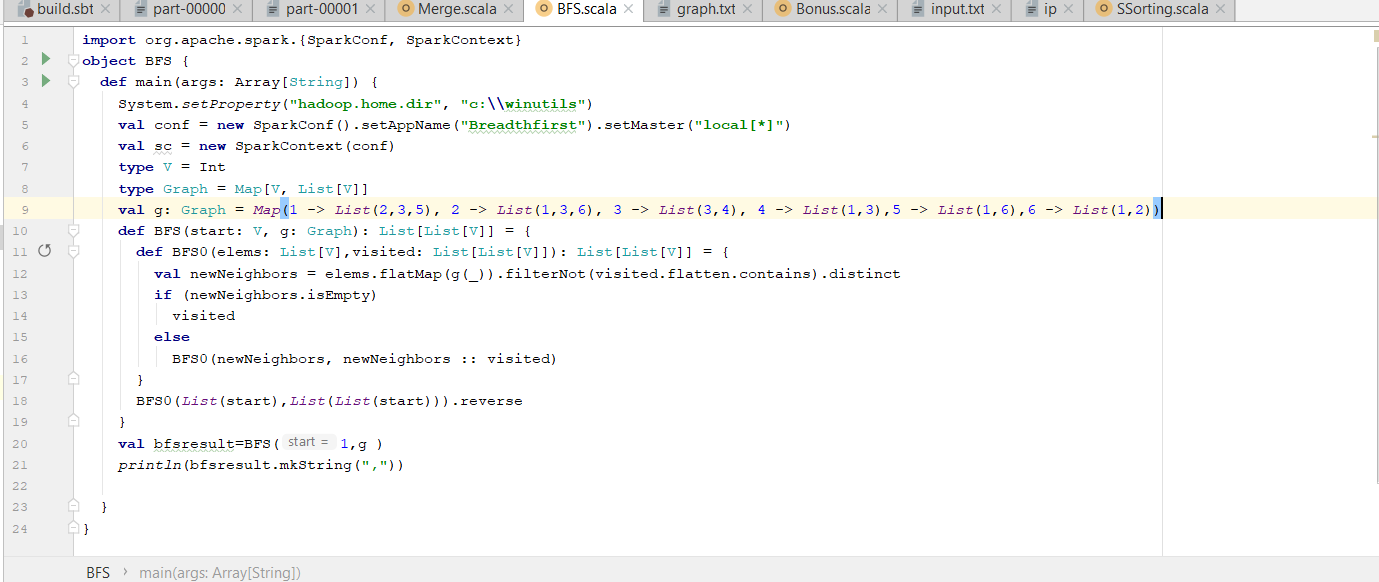 build.sbt part-00000 part-00001 Merge.scala BFS.scala graph.txt Bonus.scala input.txt ip SSorting.scala
1 import org.apache.spark.{SparkConf, SparkContext}
2 object BFS {
3 def main(args: Array[String]) {
4 System.setProperty("hadoop.home.dir", "c:\\winutils")
5 val conf = new SparkConf().setAppName("Breadthfirst").setMaster("local[*]")
6 val sc = new SparkContext(conf)
7 type V = Int
8 type Graph = Map[V, List[V]]
9 val g: Graph = Map(1 -> List(2,3,5), 2 -> List(1,3,6), 3 -> List(3,4), 4 -> List(1,3),5 -> List(1,6),6 -> List(1,2))
10 def BFS(start: V, g: Graph): List[List[V]] = {
11 def BFS0(elems: List[V],visited: List[List[V]]): List[List[V]] = {
12 val newNeighbors = elems.flatMap(g(_)).filterNot(visited.flatten.contains).distinct
13 if (newNeighbors.isEmpty)
14 visited
15 else
16 BFS0(newNeighbors, newNeighbors :: visited)
17 }
18 BFS0(List(start),List(List(start))).reverse
19 }
20 val bfsresult=BFS( start = 1,g )
21 println(bfsresult.mkString(","))
22
23 }
24 }
BFS › main(args: Array[String])